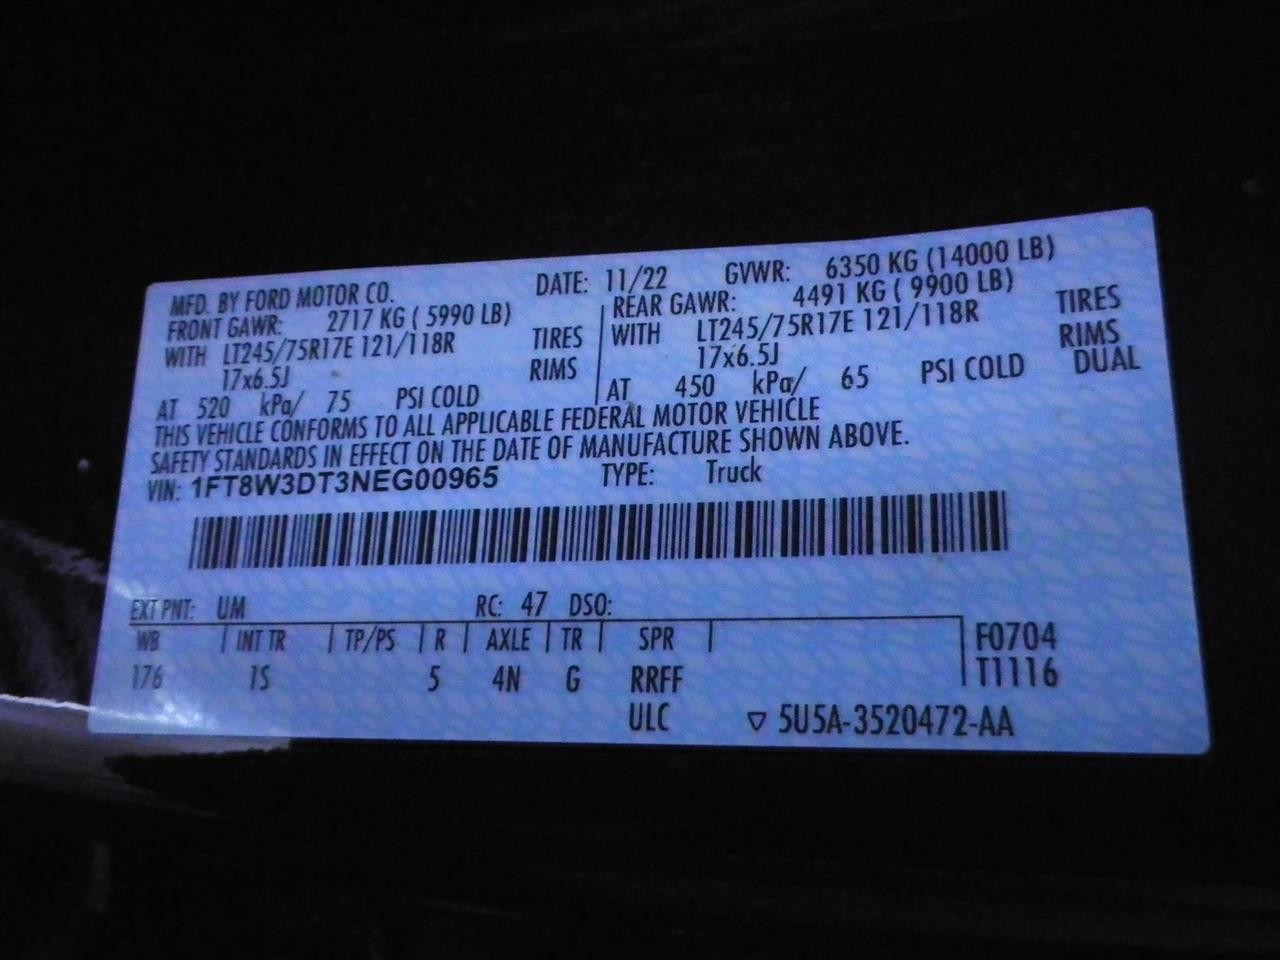 MFD. BY FORD MOTOR CO. DATE: 11/22 GVWR: 6350 KG (14000 LB)
FRONT GAWR: 2717 KG ( 5990 LB) REAR GAWR: 4491 KG ( 9900 LB)
WITH LT245/75R17E 121/118R TIRES WITH LT245/75R17E 121/118R TIRES
17x6.5J RIMS 17x6.5J RIMS
AT 520 kPa/ 75 PSI COLD AT 450 kPa/ 65 PSI COLD DUAL
THIS VEHICLE CONFORMS TO ALL APPLICABLE FEDERAL MOTOR VEHICLE
SAFETY STANDARDS IN EFFECT ON THE DATE OF MANUFACTURE SHOWN ABOVE.
VIN: 1FT8W3DT3NEG00965 TYPE: Truck
EXT PNT: UM RC: 47 DSO:
WB INT TR TP/PS R AXLE TR SPR F0704
176 1S 5 4N G RRFF T1116
ULC ▽ 5U5A-3520472-AA